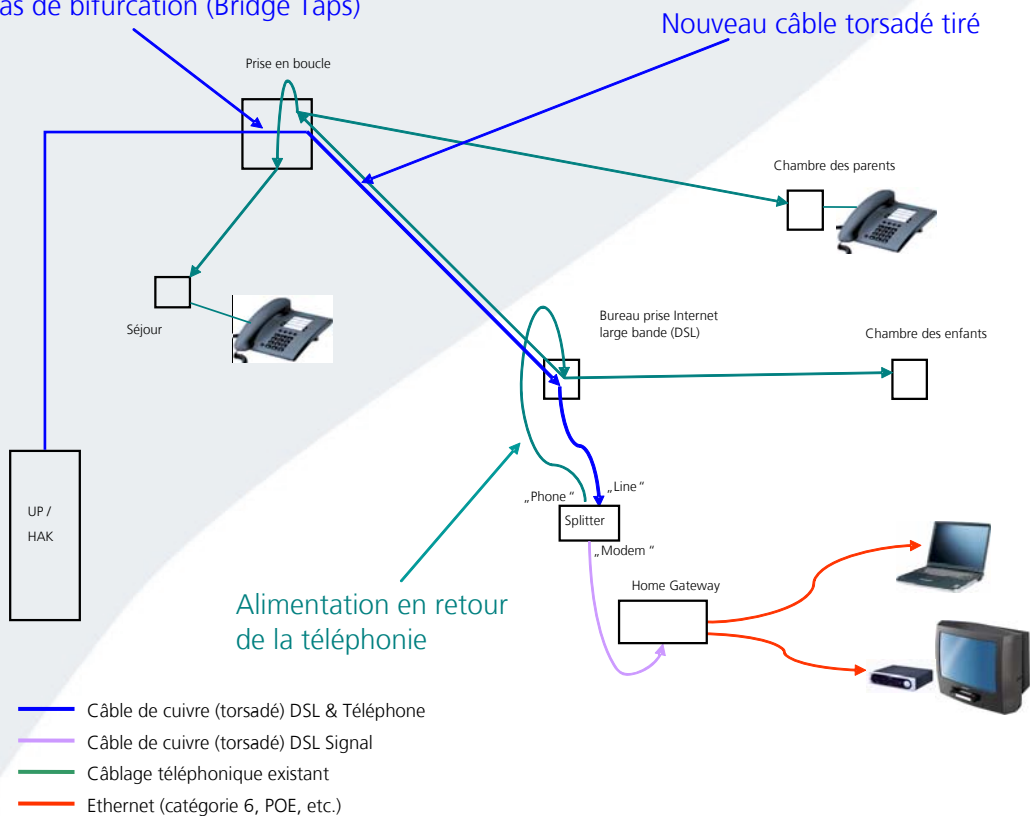 as de bifurcation (Bridge Taps)
Nouveau câble torsadé tiré
Prise en boucle
Chambre des parents
Séjour
Bureau prise Internet
large bande (DSL)
Chambre des enfants
UP /
HAK
„Phone“
„Line“
Splitter
„Modem “
Home Gateway
Alimentation en retour
de la téléphonie
Câble de cuivre (torsadé) DSL & Téléphone
Câble de cuivre (torsadé) DSL Signal
Câblage téléphonique existant
Ethernet (catégorie 6, POE, etc.)